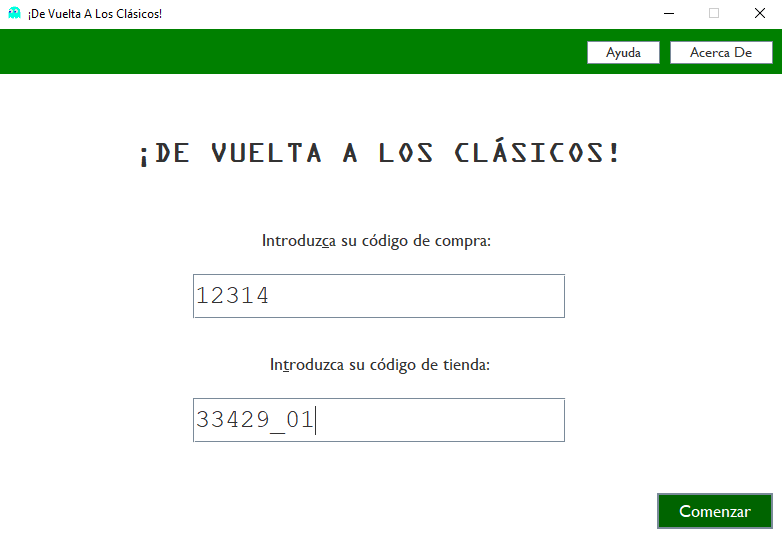 ¡De Vuelta A Los Clásicos!
Ayuda
Acerca De
¡DE VUELTA A LOS CLÁSICOS!
Introduzca su código de compra:
12314
Introduzca su código de tienda:
33429_01
Comenzar